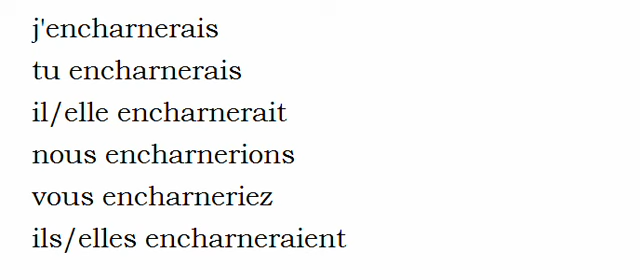 j'encharnerais
tu encharnerais
il/elle encharnerait
nous encharnerions
vous encharneriez
ils/elles encharneraient